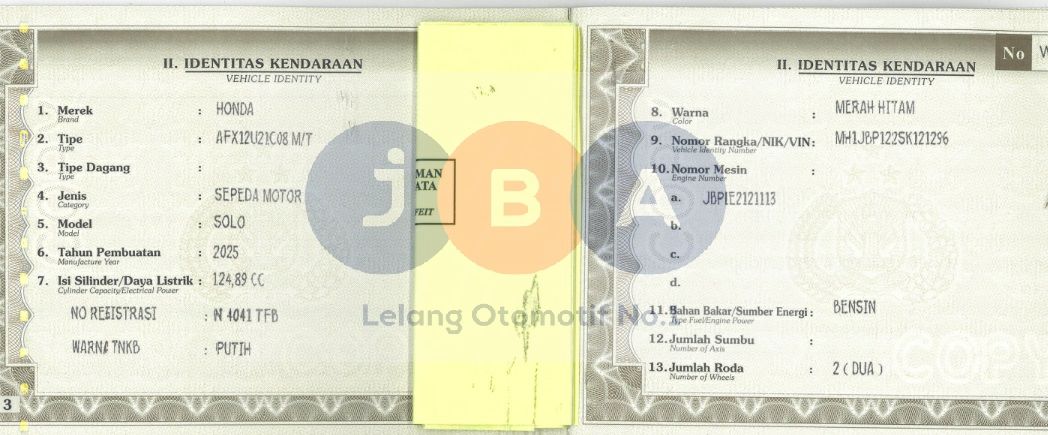 II. IDENTITAS KENDARAAN
VEHICLE IDENTITY
1. Merek : HONDA
Brand
2. Tipe : AFX12U21C08 M/T
Type
3. Tipe Dagang :
Type
4. Jenis : SEPEDA MOTOR
Category
5. Model : SOLO
Model
6. Tahun Pembuatan : 2025
Manufacture Year
7. Isi Silinder/Daya Listrik : 124,89 CC
Cylinder Capacity/Electrical Power
NO REGISTRASI : N 4041 TFB
WARNA TNKB : PUTIH
3
MAN
ATA
FEIT
jBA
Lelang Otomotif No.1
No W
II. IDENTITAS KENDARAAN
VEHICLE IDENTITY
8. Warna : MERAH HITAM
Color
9. Nomor Rangka/NIK/VIN: MH1JBP122SK121296
Vehicle Identity Number
10. Nomor Mesin :
Engine Number
a. JBP1E2121113
b.
c.
d.
11. Bahan Bakar/Sumber Energi : BENSIN
Type Fuel/Engine Power
12. Jumlah Sumbu :
Number of Axis
13. Jumlah Roda : 2 ( DUA )
Number of Wheels
COP